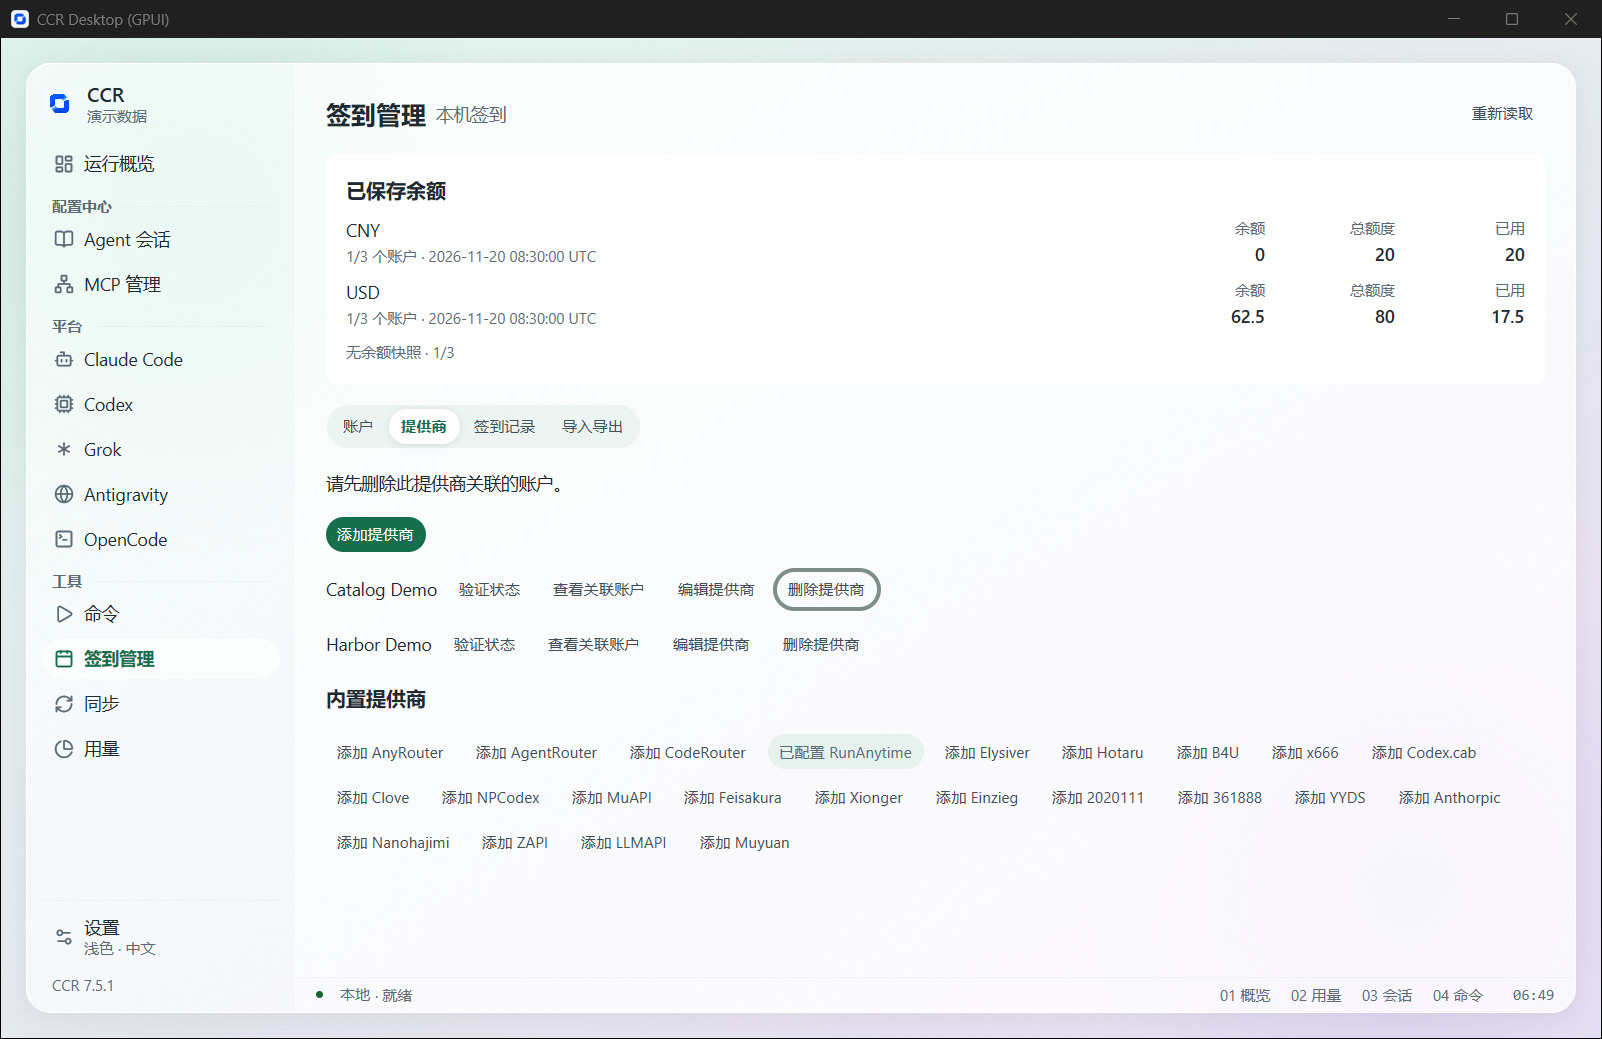 CCR Desktop (GPUI)
CCR
演示数据
运行概览
配置中心
Agent 会话
MCP 管理
平台
Claude Code
Codex
Grok
Antigravity
OpenCode
工具
命令
签到管理
同步
用量
设置
浅色 · 中文
CCR 7.5.1
签到管理 本机签到
重新读取
已保存余额
CNY
1/3 个账户 · 2026-11-20 08:30:00 UTC
余额 总额度 已用
0 20 20
USD
1/3 个账户 · 2026-11-20 08:30:00 UTC
余额 总额度 已用
62.5 80 17.5
无余额快照 · 1/3
账户 提供商 签到记录 导入导出
请先删除此提供商关联的账户。
添加提供商
Catalog Demo 验证状态 查看关联账户 编辑提供商 删除提供商
Harbor Demo 验证状态 查看关联账户 编辑提供商 删除提供商
内置提供商
添加 AnyRouter 添加 AgentRouter 添加 CodeRouter 已配置 RunAnytime 添加 Elysiver 添加 Hotaru 添加 B4U 添加 x666 添加 Codex.cab
添加 Clove 添加 NPCodex 添加 MuAPI 添加 Feisakura 添加 Xionger 添加 Einzieg 添加 2020111 添加 361888 添加 YYDS 添加 Anthorpic
添加 Nanohajimi 添加 ZAPI 添加 LLMAPI 添加 Muyuan
本地 · 就绪
01 概览 02 用量 03 会话 04 命令 06:49